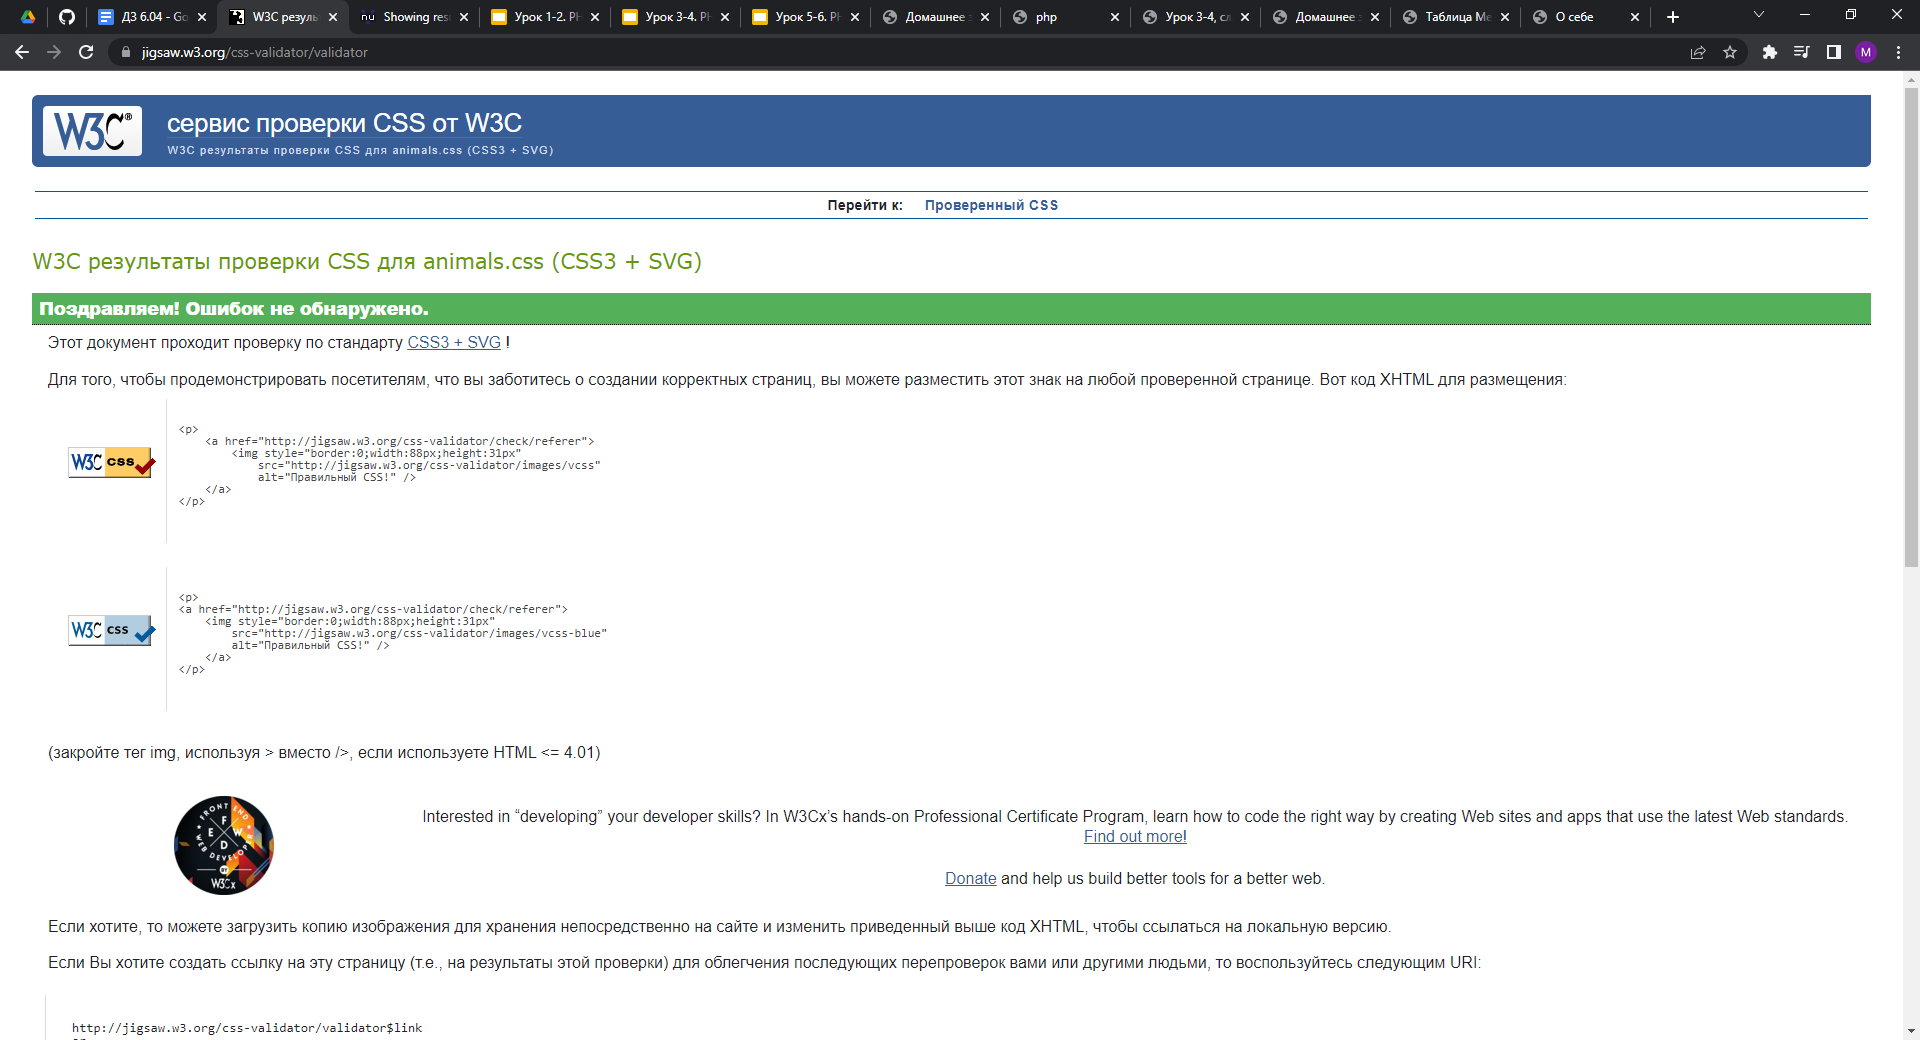 ДЗ 6.04 - Go
W3C резуль
Showing res
Урок 1-2. PH
Урок 3-4. PH
Урок 5-6. PH
Домашнее з
php
Урок 3-4, сл
Домашнее з
Таблица Ме
О себе
jigsaw.w3.org/css-validator/validator
M
W3C®
сервис проверки CSS от W3C
W3C результаты проверки CSS для animals.css (CSS3 + SVG)
Перейти к: Проверенный CSS
W3C результаты проверки CSS для animals.css (CSS3 + SVG)
Поздравляем! Ошибок не обнаружено.
Этот документ проходит проверку по стандарту CSS3 + SVG !
Для того, чтобы продемонстрировать посетителям, что вы заботитесь о создании корректных страниц, вы можете разместить этот знак на любой проверенной странице. Вот код XHTML для размещения:
W3C css
<p>
<a href="http://jigsaw.w3.org/css-validator/check/referer">
<img style="border:0;width:88px;height:31px"
src="http://jigsaw.w3.org/css-validator/images/vcss"
alt="Правильный CSS!" />
</a>
</p>
W3C css
<p>
<a href="http://jigsaw.w3.org/css-validator/check/referer">
<img style="border:0;width:88px;height:31px"
src="http://jigsaw.w3.org/css-validator/images/vcss-blue"
alt="Правильный CSS!" />
</a>
</p>
(закройте тег img, используя > вместо />, если используете HTML <= 4.01)
FRONT END
F
E W
D
WEB DEVELOPER
W3Cx
Interested in “developing” your developer skills? In W3Cx’s hands-on Professional Certificate Program, learn how to code the right way by creating Web sites and apps that use the latest Web standards.
Find out more!
Donate and help us build better tools for a better web.
Если хотите, то можете загрузить копию изображения для хранения непосредственно на сайте и изменить приведенный выше код XHTML, чтобы ссылаться на локальную версию.
Если Вы хотите создать ссылку на эту страницу (т.е., на результаты этой проверки) для облегчения последующих перепроверок вами или другими людьми, то воспользуйтесь следующим URI:
http://jigsaw.w3.org/css-validator/validator$link